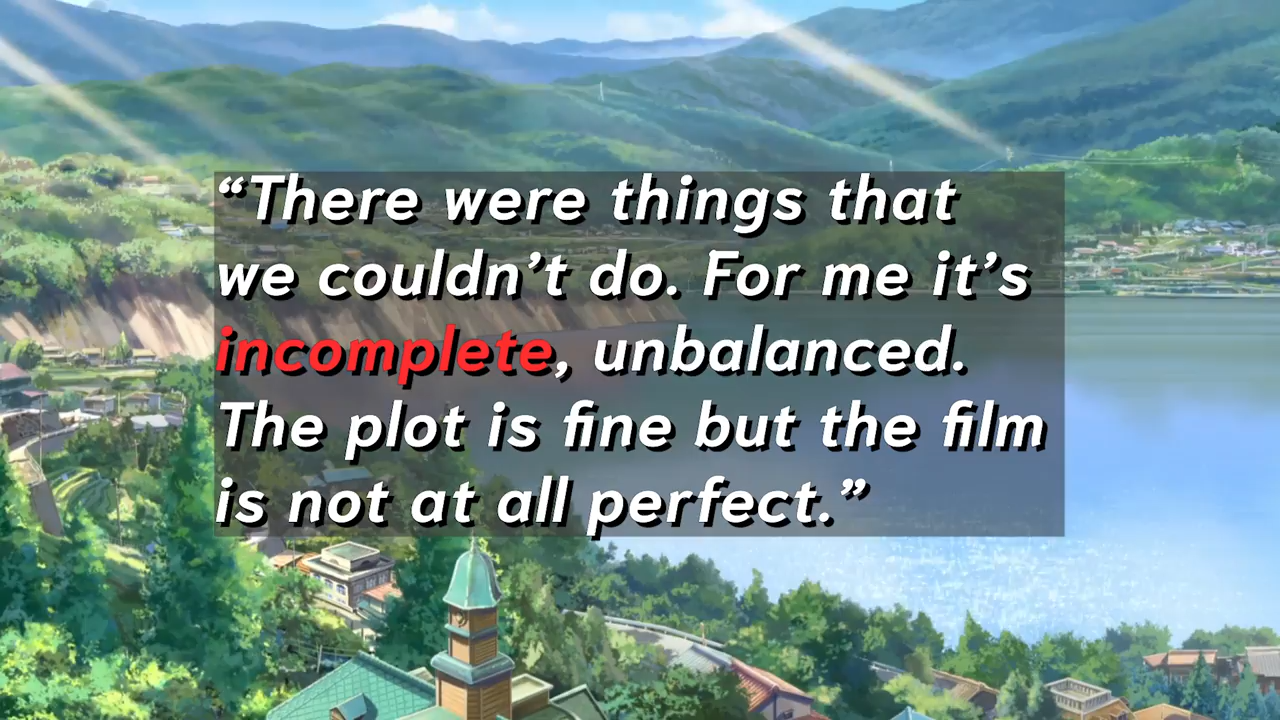 “There were things that
we couldn’t do. For me it’s
incomplete, unbalanced.
The plot is fine but the film
is not at all perfect.”